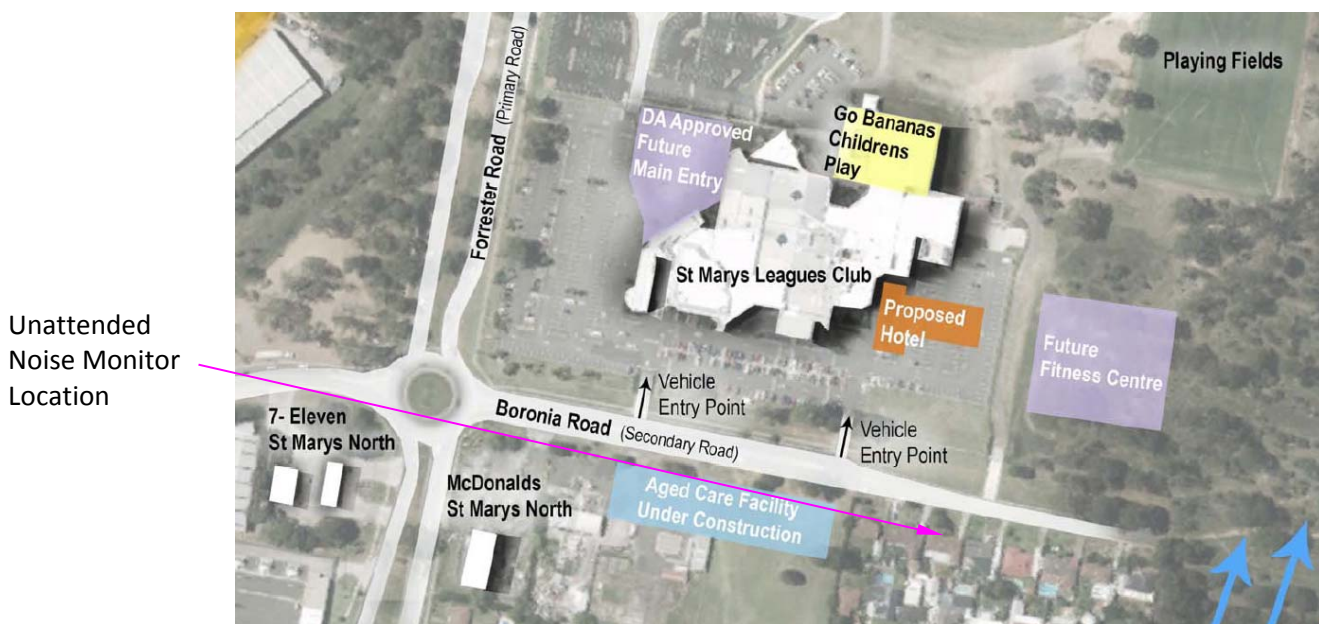 Unattended
Noise Monitor
Location
Forrester Road (Primary Road)
DA Approved
Future
Main Entry
Go Bananas
Childrens
Play
Playing Fields
St Marys Leagues Club
Proposed
Hotel
Future
Fitness Centre
Vehicle
Entry Point
Boronia Road (Secondary Road)
Vehicle
Entry Point
7- Eleven
St Marys North
McDonalds
St Marys North
Aged Care Facility
Under Construction